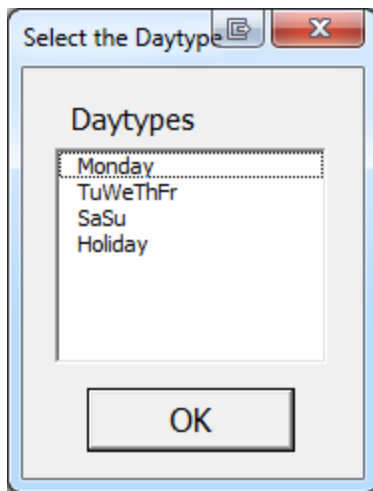 Select the Daytype
Daytypes
Monday
TuWeThFr
SaSu
Holiday
OK